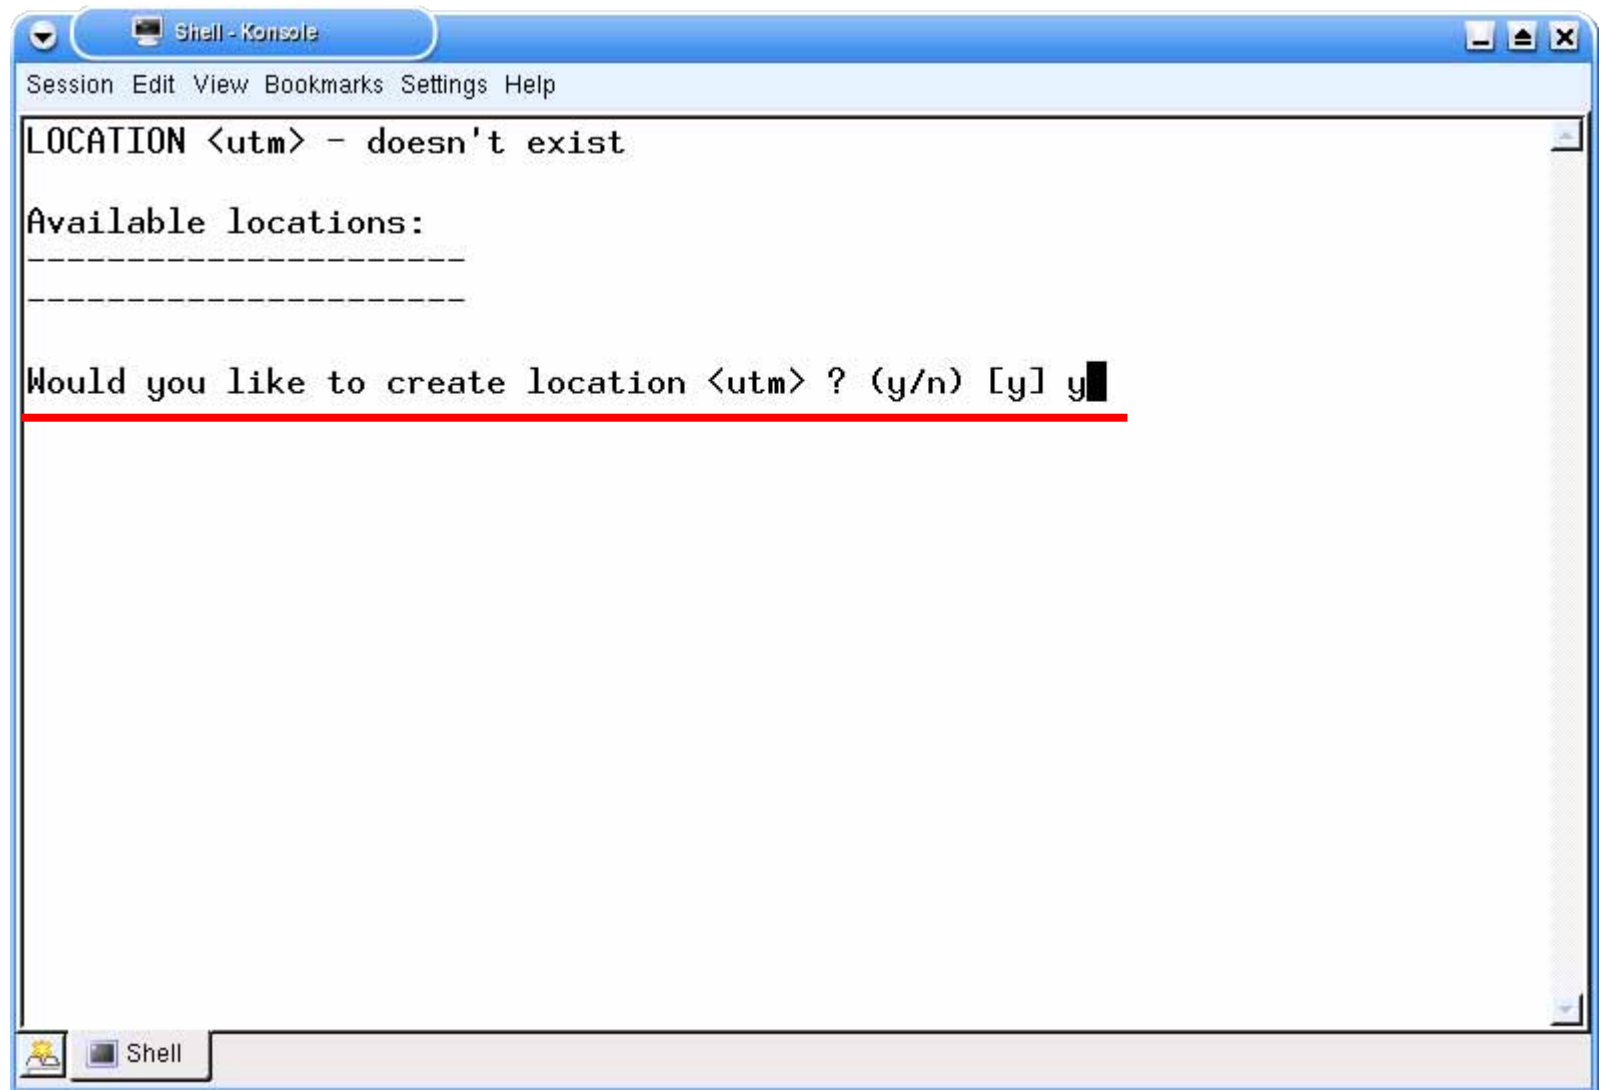 Shell - Konsole
Session Edit View Bookmarks Settings Help
LOCATION <utm> - doesn't exist
Available locations:
----------------------
----------------------
Would you like to create location <utm> ? (y/n) [y] y
Shell